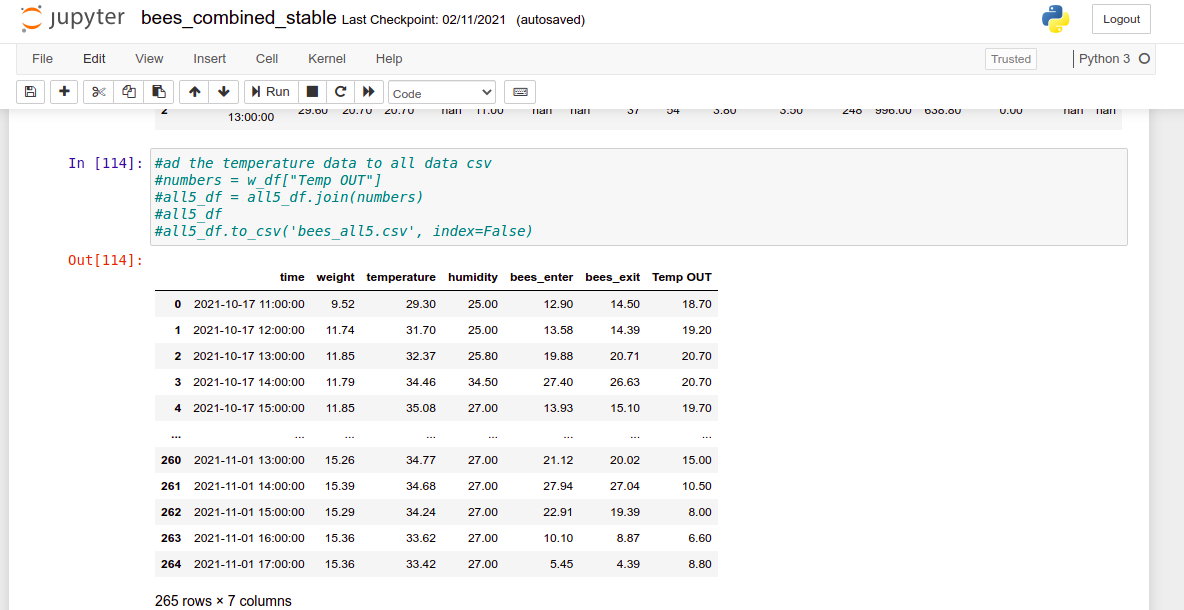 jupyter bees_combined_stable Last Checkpoint: 02/11/2021 (autosaved) Logout
File Edit View Insert Cell Kernel Help Trusted Python 3
Run Code
2 13:00:00 29.60 20.70 20.70 nan 11.00 nan nan 37 54 3.80 3.50 248 996.00 638.80 0.00 nan nan
In [114]: #ad the temperature data to all data csv
#numbers = w_df["Temp OUT"]
#all5_df = all5_df.join(numbers)
#all5_df
#all5_df.to_csv('bees_all5.csv', index=False)
Out[114]:
time weight temperature humidity bees_enter bees_exit Temp OUT
0 2021-10-17 11:00:00 9.52 29.30 25.00 12.90 14.50 18.70
1 2021-10-17 12:00:00 11.74 31.70 25.00 13.58 14.39 19.20
2 2021-10-17 13:00:00 11.85 32.37 25.80 19.88 20.71 20.70
3 2021-10-17 14:00:00 11.79 34.46 34.50 27.40 26.63 20.70
4 2021-10-17 15:00:00 11.85 35.08 27.00 13.93 15.10 19.70
... ... ... ... ... ... ... ...
260 2021-11-01 13:00:00 15.26 34.77 27.00 21.12 20.02 15.00
261 2021-11-01 14:00:00 15.39 34.68 27.00 27.94 27.04 10.50
262 2021-11-01 15:00:00 15.29 34.24 27.00 22.91 19.39 8.00
263 2021-11-01 16:00:00 15.36 33.62 27.00 10.10 8.87 6.60
264 2021-11-01 17:00:00 15.36 33.42 27.00 5.45 4.39 8.80
265 rows × 7 columns